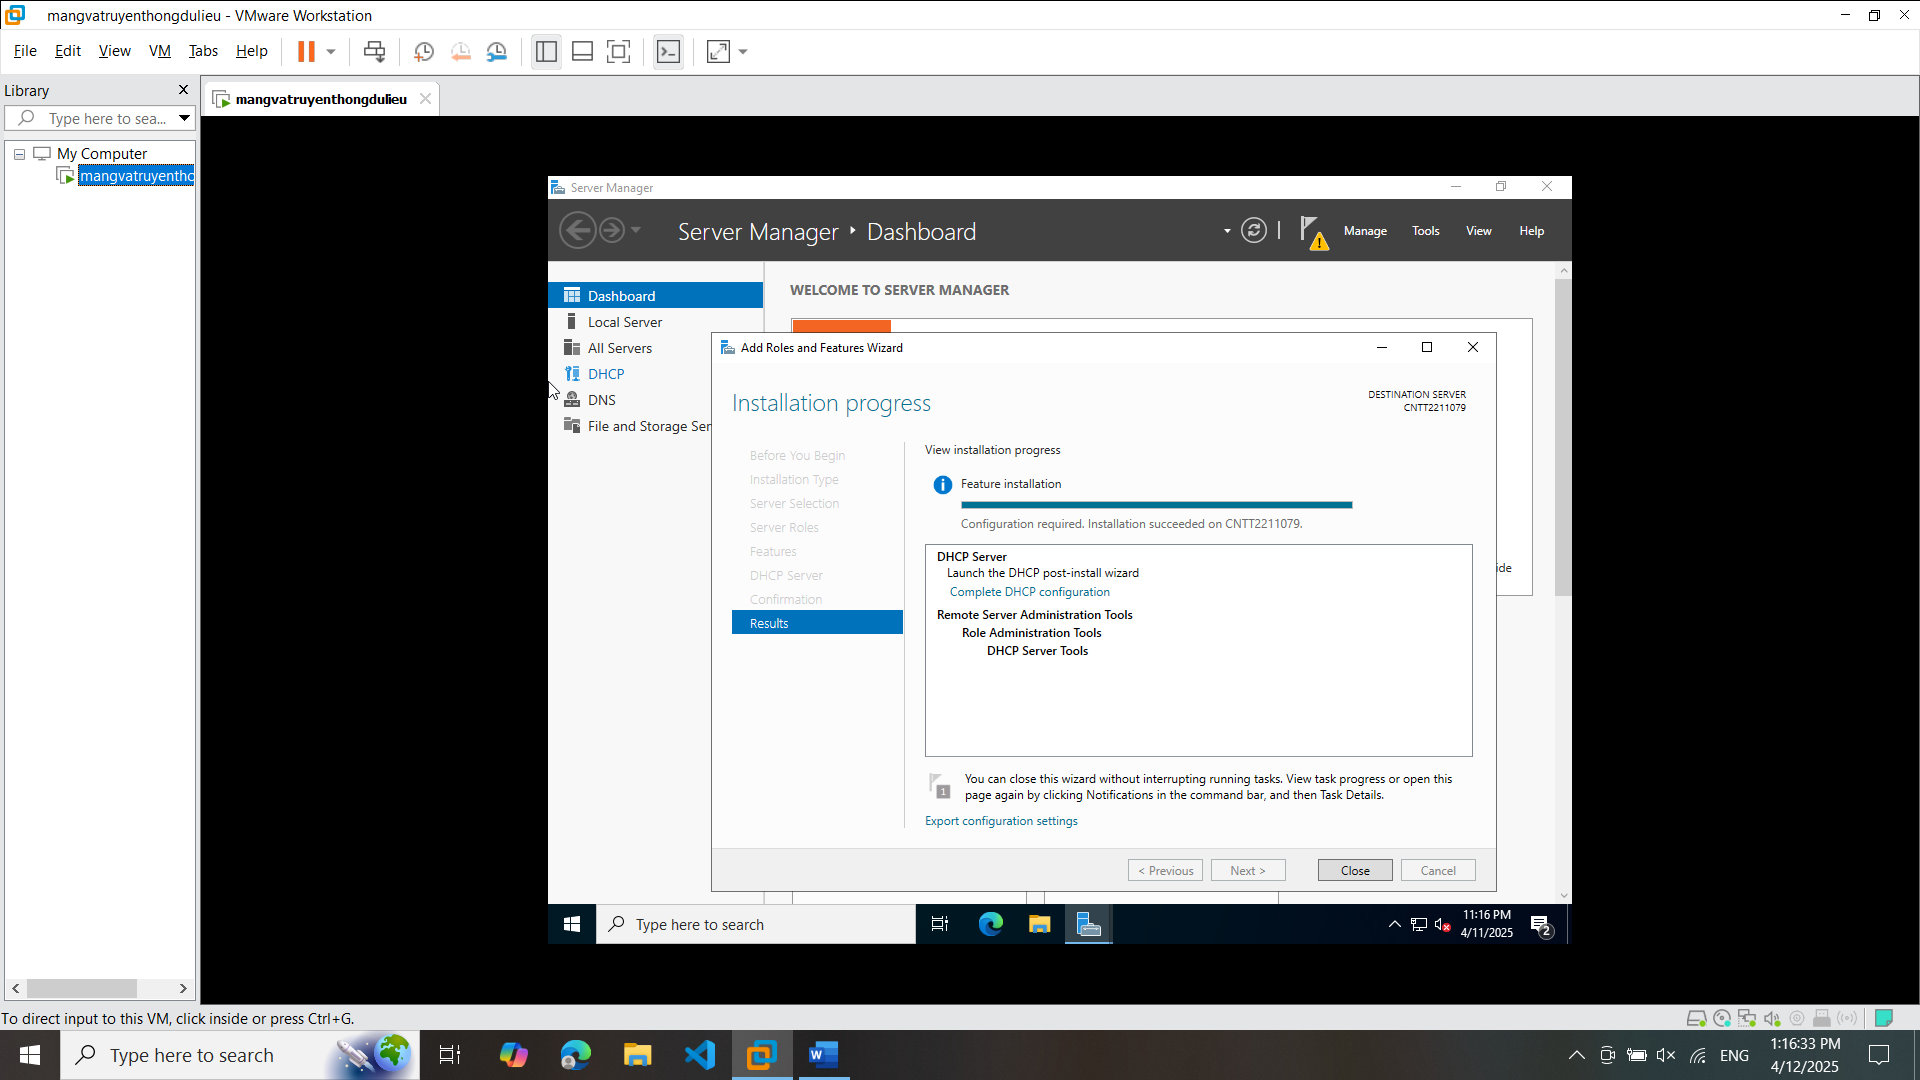 mangvatruyenthongdulieu - VMware Workstation
File Edit View VM Tabs Help
Library
mangvatruyenthongdulieu
Type here to sea...
My Computer
mangvatruyenthc
Server Manager
Server Manager Dashboard
Manage Tools View Help
Dashboard
Local Server
All Servers
DHCP
DNS
File and Storage Ser
WELCOME TO SERVER MANAGER
ide
Add Roles and Features Wizard
Installation progress
DESTINATION SERVER
CNTT2211079
Before You Begin
Installation Type
Server Selection
Server Roles
Features
DHCP Server
Confirmation
Results
View installation progress
Feature installation
Configuration required. Installation succeeded on CNTT2211079.
DHCP Server
Launch the DHCP post-install wizard
Complete DHCP configuration
Remote Server Administration Tools
Role Administration Tools
DHCP Server Tools
1
You can close this wizard without interrupting running tasks. View task progress or open this
page again by clicking Notifications in the command bar, and then Task Details.
Export configuration settings
< Previous Next > Close Cancel
Type here to search
11:16 PM
4/11/2025
2
To direct input to this VM, click inside or press Ctrl+G.
Type here to search
ENG
1:16:33 PM
4/12/2025